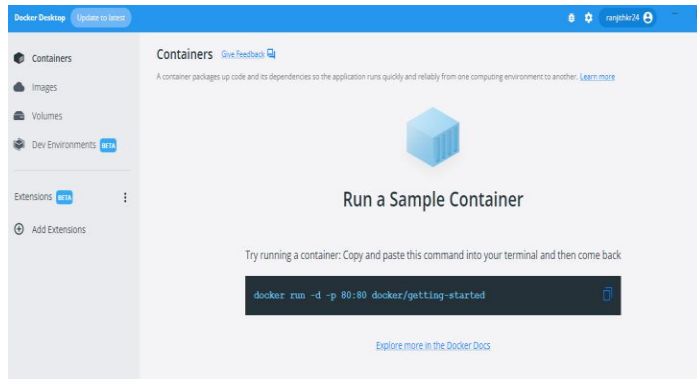 Docker Desktop Update to latest
ranjithkr24
Containers
Images
Volumes
Dev Environments BETA
Extensions BETA
Add Extensions
Containers Give Feedback
A container packages up code and its dependencies so the application runs quickly and reliably from one computing environment to another. Learn more
Run a Sample Container
Try running a container: Copy and paste this command into your terminal and then come back
docker run -d -p 80:80 docker/getting-started
Explore more in the Docker Docs